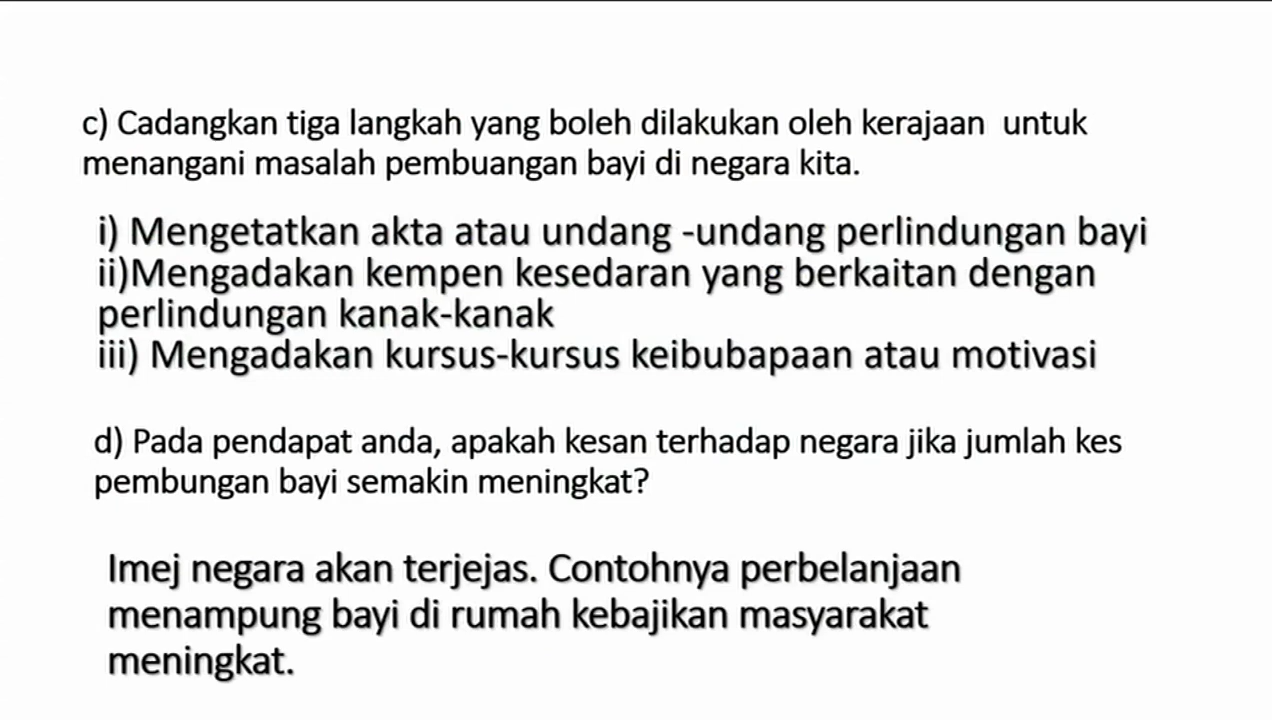 c) Cadangkan tiga langkah yang boleh dilakukan oleh kerajaan untuk
menangani masalah pembuangan bayi di negara kita.
i) Mengetatkan akta atau undang -undang perlindungan bayi
ii)Mengadakan kempen kesedaran yang berkaitan dengan
perlindungan kanak-kanak
iii) Mengadakan kursus-kursus keibubapaan atau motivasi
d) Pada pendapat anda, apakah kesan terhadap negara jika jumlah kes
pembungan bayi semakin meningkat?
Imej negara akan terjejas. Contohnya perbelanjaan
menampung bayi di rumah kebajikan masyarakat
meningkat.